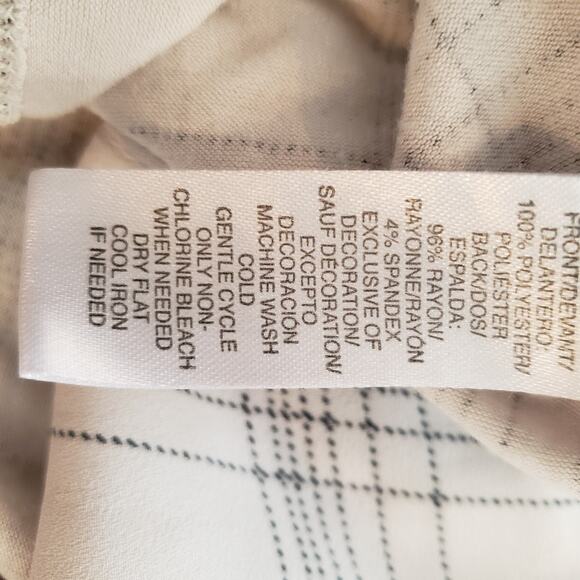 FRONT/DEVANT/
DELANTERO:
100% POLYESTER/
POLIESTER
BACK/DOS/
ESPALDA:
96% RAYON/
RAYONNE/RAYÓN
4% SPANDEX
EXCLUSIVE OF
DECORATION/
SAUF DÉCORATION/
EXCEPTO
DECORACIÓN
MACHINE WASH
COLD
GENTLE CYCLE
ONLY NON-
CHLORINE BLEACH
WHEN NEEDED
DRY FLAT
COOL IRON
IF NEEDED